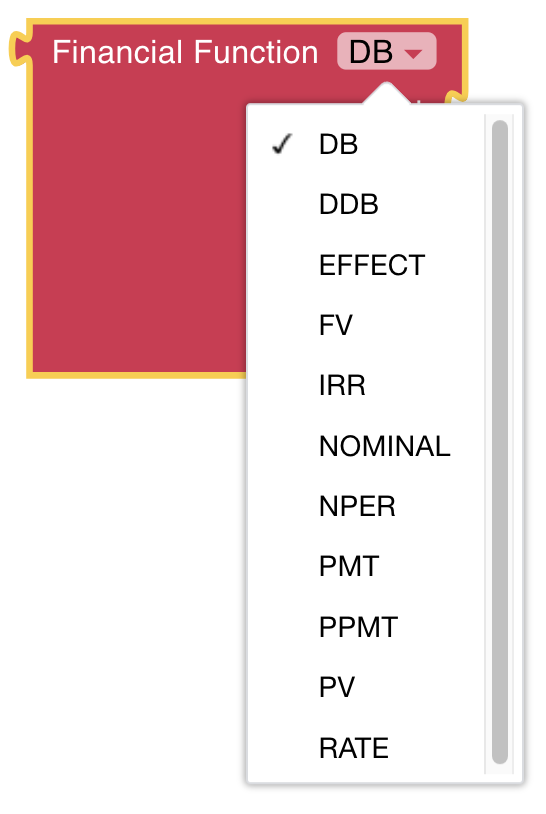 Financial Function DB
DB
DDB
EFFECT
FV
IRR
NOMINAL
NPER
PMT
PPMT
PV
RATE